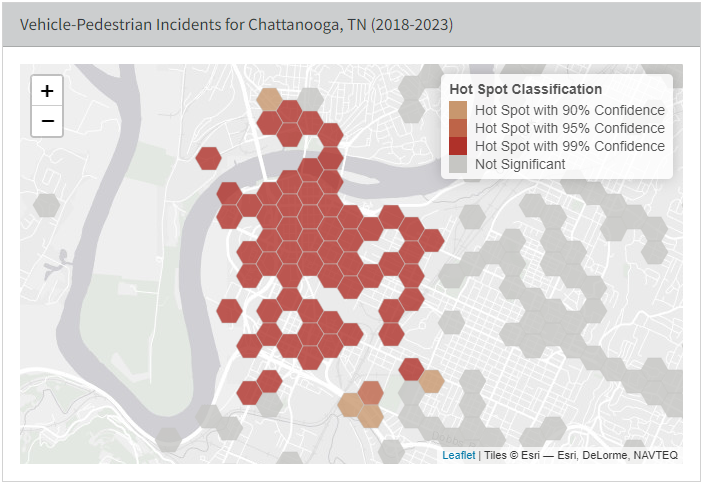 Vehicle-Pedestrian Incidents for Chattanooga, TN (2018-2023)
+
−
Hot Spot Classification
Hot Spot with 90% Confidence
Hot Spot with 95% Confidence
Hot Spot with 99% Confidence
Not Significant
Leaflet | Tiles © Esri — Esri, DeLorme, NAVTEQ